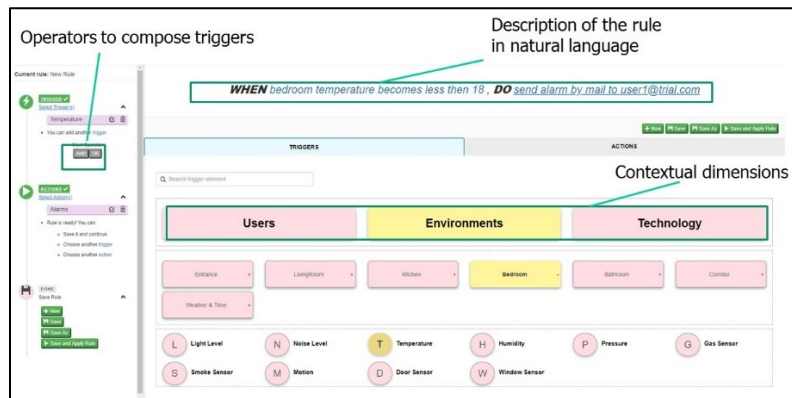 Operators to compose triggers
Description of the rule
in natural language
Current rule: New Rule
WHEN bedroom temperature becomes less then 18 , DO send alarm by mail to user1@trial.com
TRIGGER
Select Trigger(s)
Temperature
You can add another trigger.
AND OR
+ New Save Save As Save and Apply Rule
TRIGGERS ACTIONS
Search trigger element
Contextual dimensions
ACTIONS
Select Action(s)
Alarms
Rule is ready! You can:
Save it and continue
Choose another trigger
Choose another action
Users Environments Technology
Entrance LivingRoom Kitchen Bedroom Bathroom Corridor
Weather & Time
DONE
Save Rule
+ New
Save
Save As
Save and Apply Rule
L Light Level N Noise Level T Temperature H Humidity P Pressure G Gas Sensor
S Smoke Sensor M Motion D Door Sensor W Window Sensor